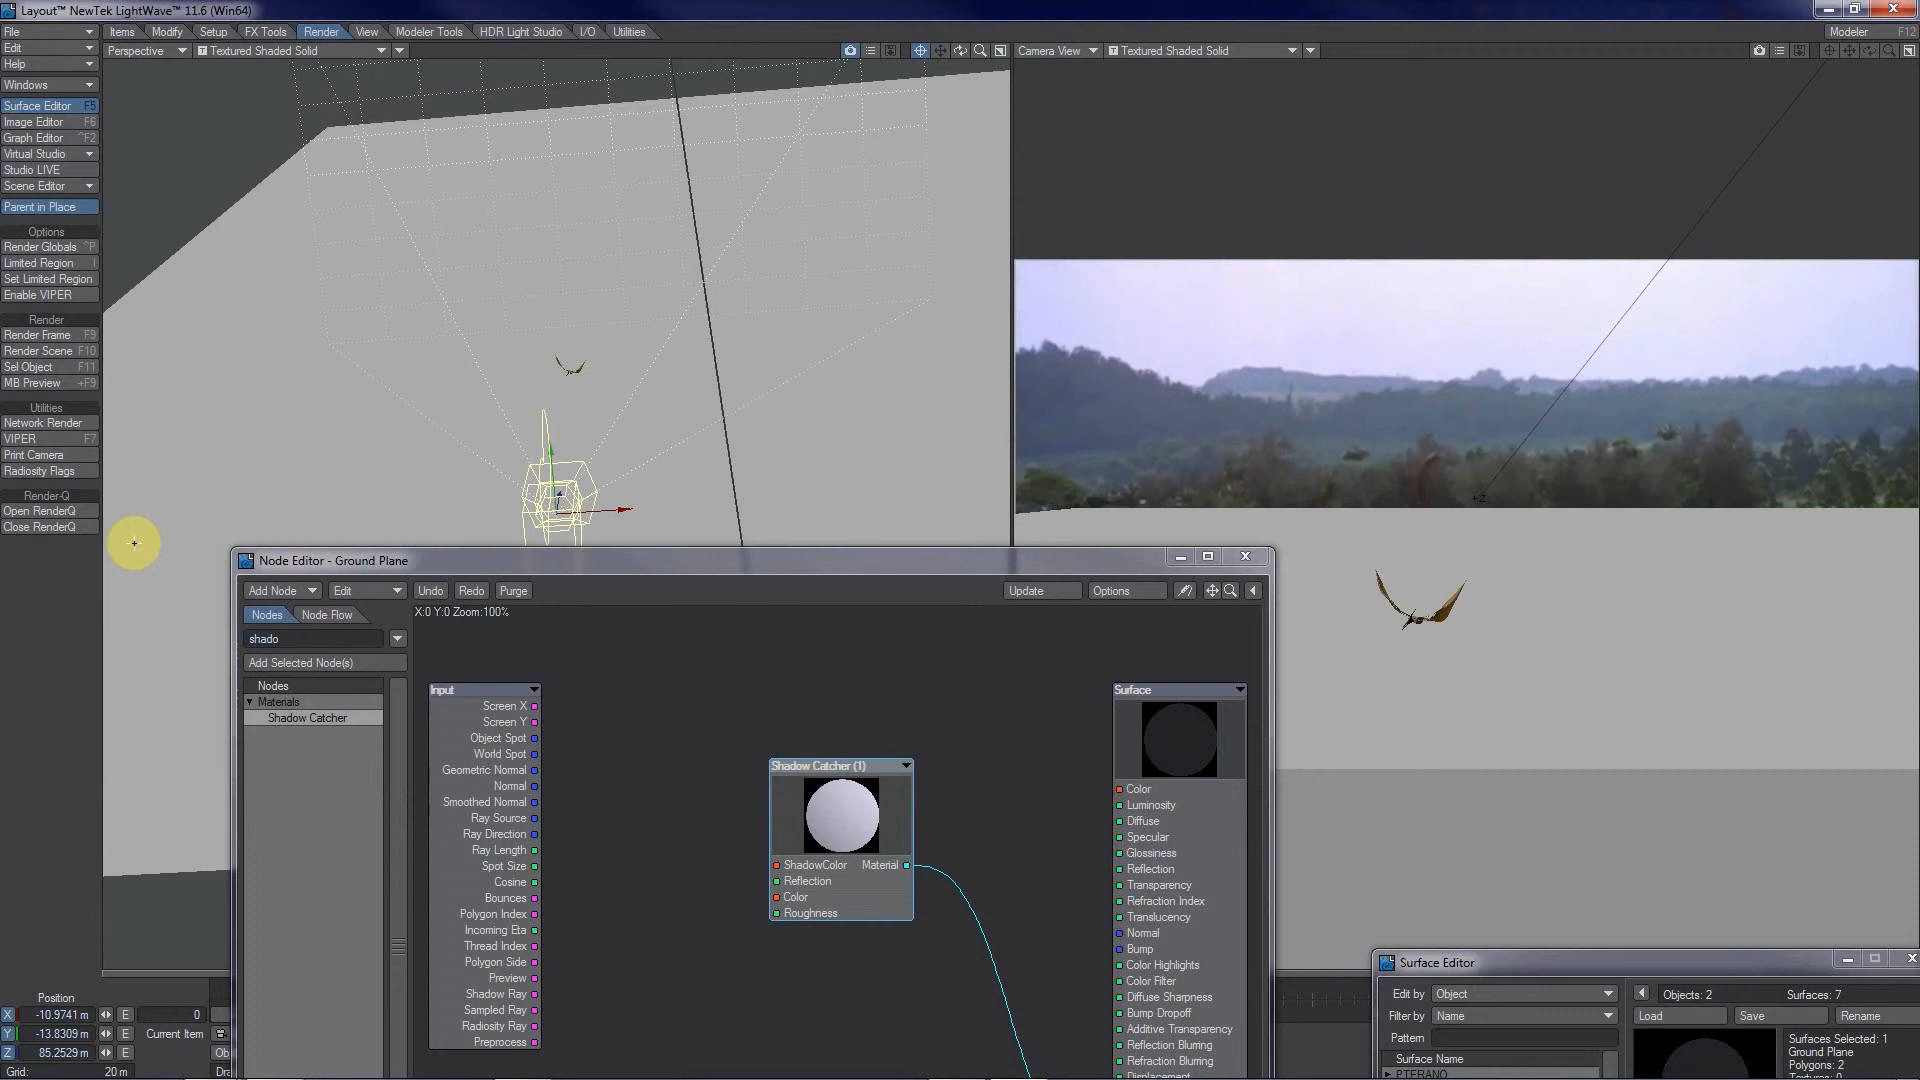 Layout™ NewTek LightWave™ 11.6 (Win64)
File Items Modify Setup FX Tools Render View Modeler Tools HDR Light Studio I/O Utilities Modeler F12
Edit Perspective Textured Shaded Solid Camera View Textured Shaded Solid
Help
Windows
Surface Editor F5
Image Editor F6
Graph Editor ^F2
Virtual Studio
Studio LIVE
Scene Editor
Parent in Place
Options
Render Globals ^P
Limited Region l
Set Limited Region
Enable VIPER
Render
Render Frame F9
Render Scene F10
Sel Object F11
MB Preview +F9
Utilities
Network Render
VIPER F7
Print Camera
Radiosity Flags
Render-Q
Open RenderQ
Close RenderQ
+Z
Node Editor - Ground Plane
Add Node Edit Undo Redo Purge Update Options
Nodes Node Flow X:0 Y:0 Zoom:100%
shado
Add Selected Node(s)
Nodes
Materials
Shadow Catcher
Input
Screen X
Screen Y
Object Spot
World Spot
Geometric Normal
Normal
Smoothed Normal
Ray Source
Ray Direction
Ray Length
Spot Size
Cosine
Bounces
Polygon Index
Incoming Eta
Thread Index
Polygon Side
Preview
Shadow Ray
Sampled Ray
Radiosity Ray
Preprocess
Shadow Catcher (1)
ShadowColor Material
Reflection
Color
Roughness
Surface
Color
Luminosity
Diffuse
Specular
Glossiness
Reflection
Transparency
Refraction Index
Translucency
Normal
Bump
Color Highlights
Color Filter
Diffuse Sharpness
Bump Dropoff
Additive Transparency
Reflection Blurring
Refraction Blurring
Displacement
Surface Editor
Edit by Object Objects: 2 Surfaces: 7
Filter by Name Load Save Rename
Pattern
Surface Name
PTERANO
Surfaces Selected: 1
Ground Plane
Polygons: 2
Textures: 0
Position
X -10.9741 m E 0
Y -13.8309 m E Current Item
Z 85.2529 m E Ob
Grid: 20 m Dra